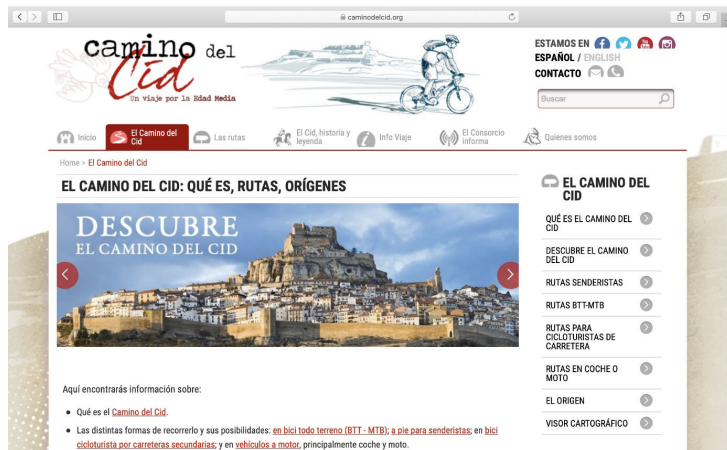 caminodelcid.org
camino del
Cid
Un viaje por la Edad Media
ESTAMOS EN
ESPAÑOL / ENGLISH
CONTACTO
Buscar
Inicio
El Camino del
Cid
Las rutas
El Cid, historia y
leyenda
Info Viaje
El Consorcio
informa
Quienes somos
Home > El Camino del Cid
EL CAMINO DEL CID: QUÉ ES, RUTAS, ORÍGENES
DESCUBRE
EL CAMINO DEL CID
Aquí encontrarás información sobre:
• Qué es el Camino del Cid.
• Las distintas formas de recorrerlo y sus posibilidades: en bici todo terreno (BTT - MTB); a pie para senderistas; en bici
cicloturista por carreteras secundarias; y en vehículos a motor, principalmente coche y moto.
EL CAMINO DEL
CID
QUÉ ES EL CAMINO DEL
CID
DESCUBRE EL CAMINO
DEL CID
RUTAS SENDERISTAS
RUTAS BTT-MTB
RUTAS PARA
CICLOTURISTAS DE
CARRETERA
RUTAS EN COCHE O
MOTO
EL ORIGEN
VISOR CARTOGRÁFICO